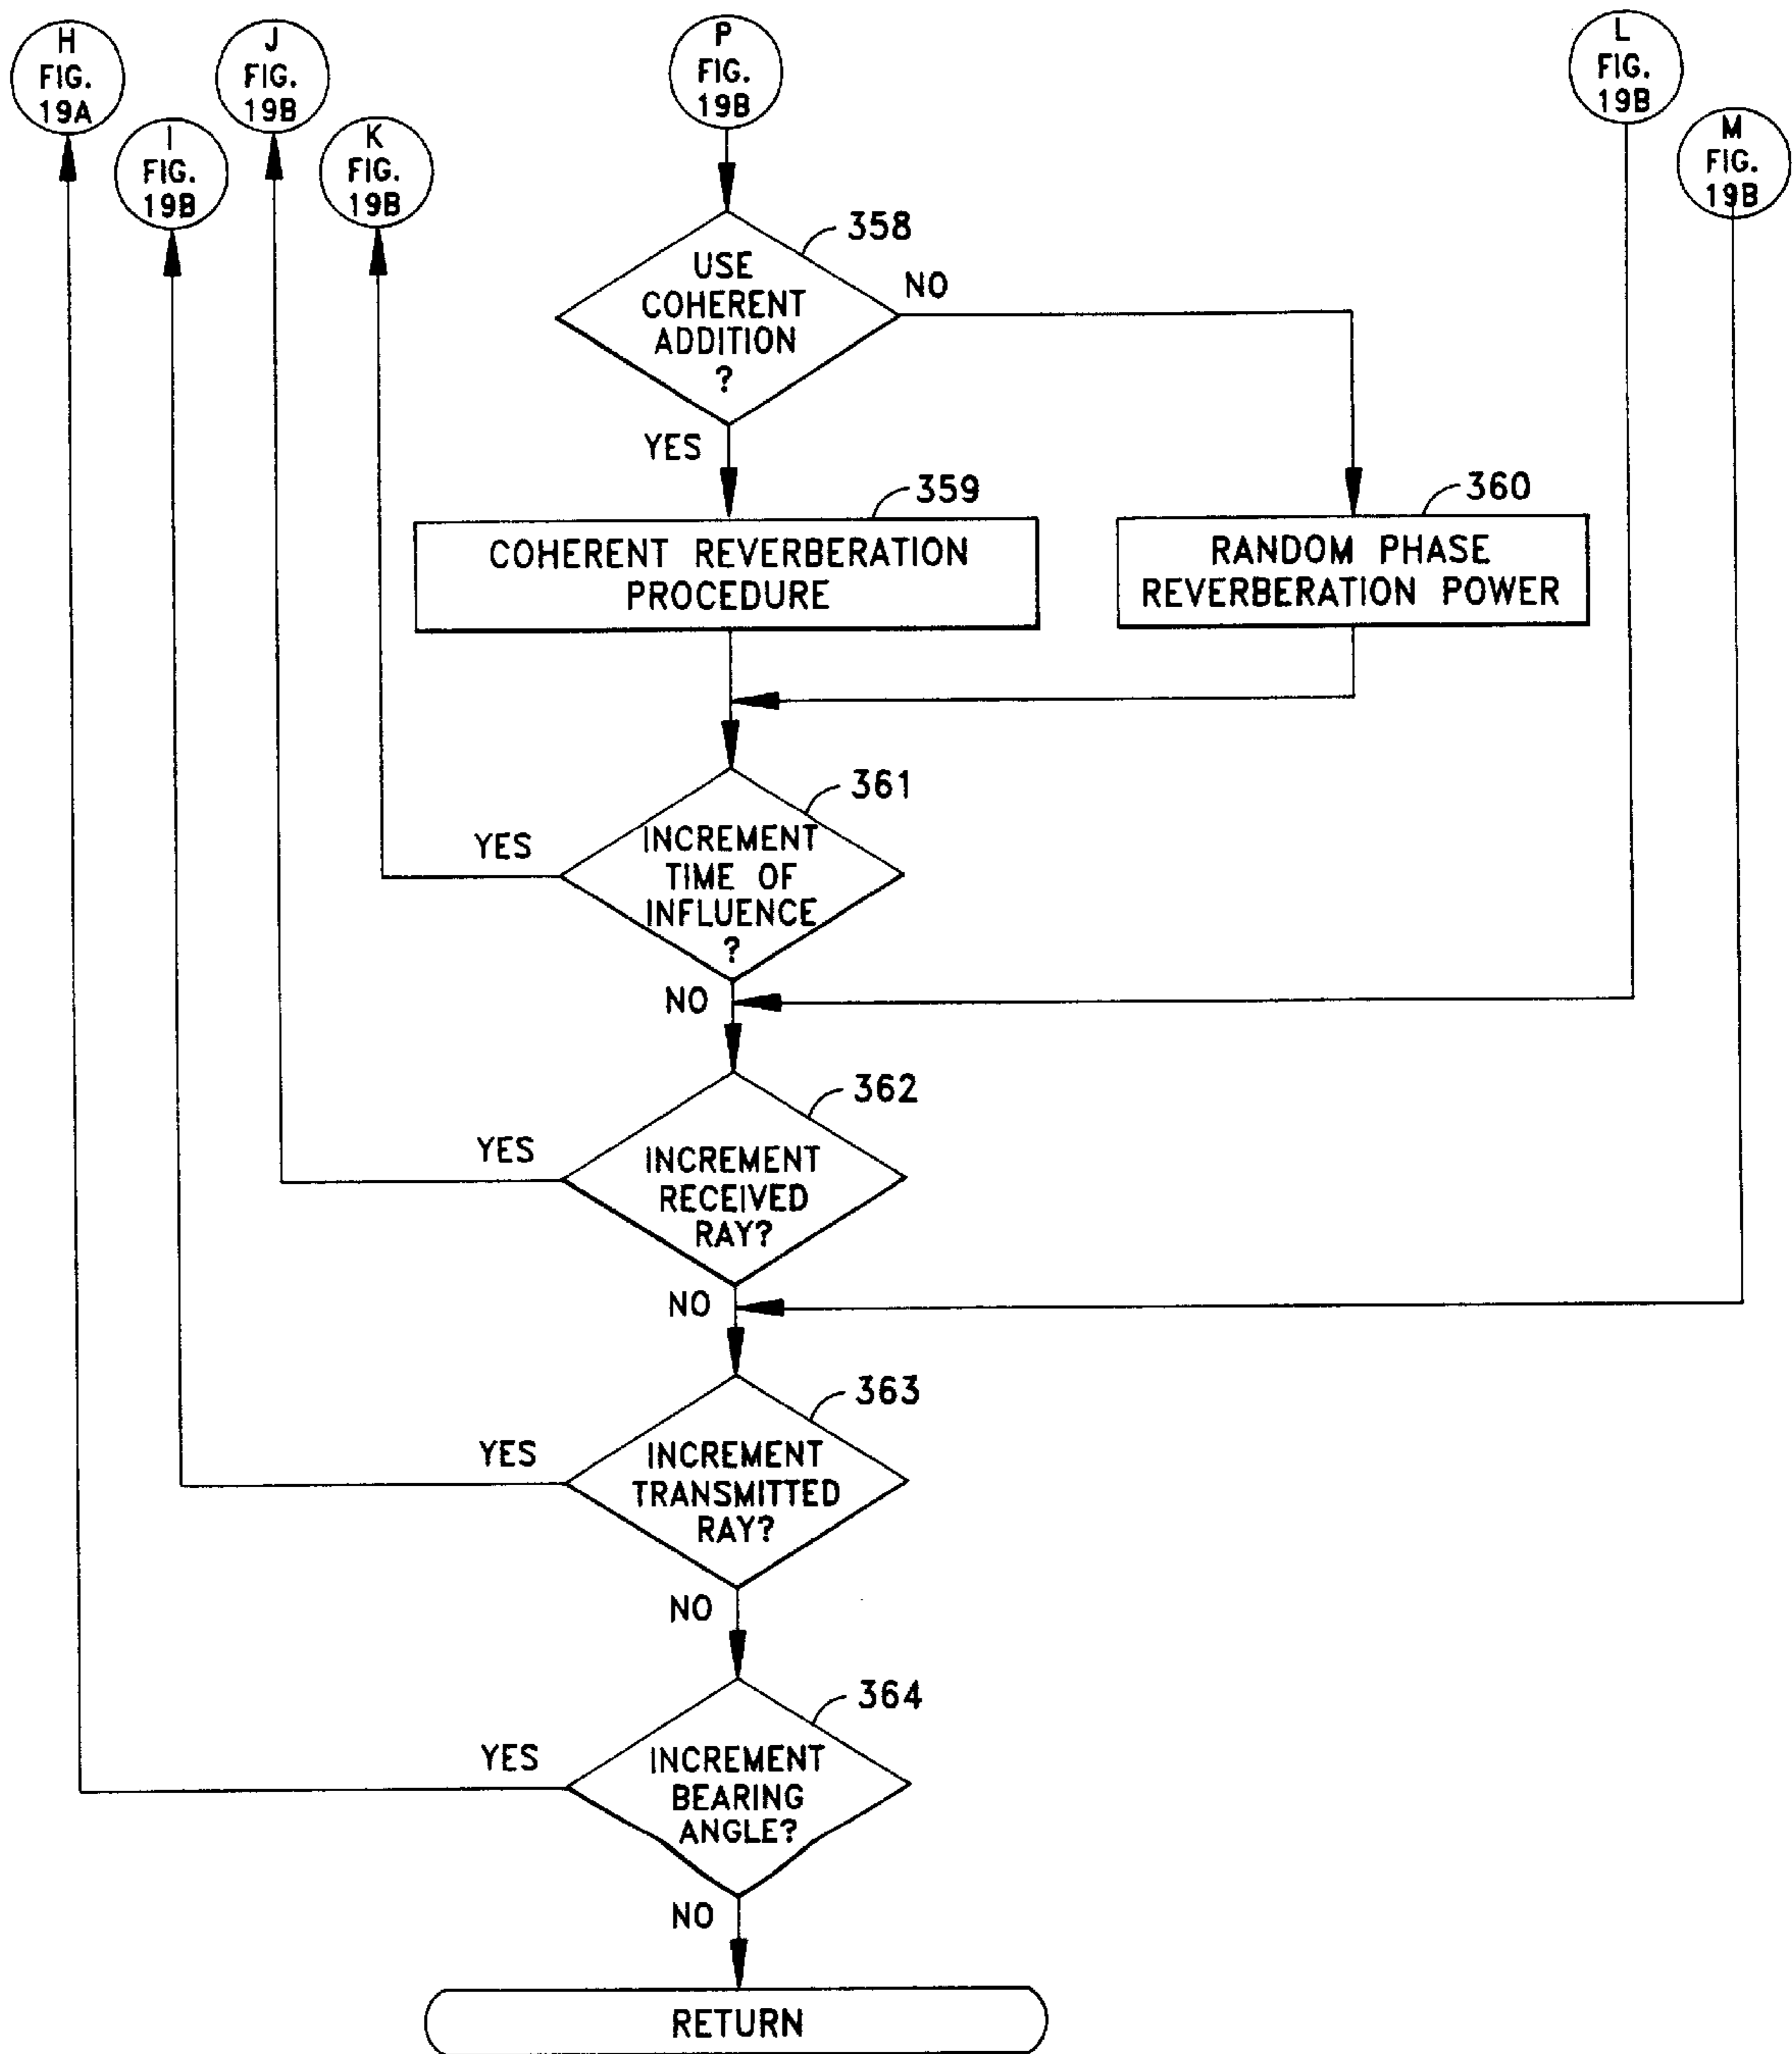 H
FIG.
19A
I
FIG.
19B
J
FIG.
19B
K
FIG.
19B
P
FIG.
19B
L
FIG.
19B
M
FIG.
19B
358
USE
COHERENT
ADDITION
?
NO
YES
359
COHERENT REVERBERATION
PROCEDURE
360
RANDOM PHASE
REVERBERATION POWER
361
INCREMENT
TIME OF
INFLUENCE
?
YES
NO
362
INCREMENT
RECEIVED
RAY?
YES
NO
363
INCREMENT
TRANSMITTED
RAY?
YES
NO
364
INCREMENT
BEARING
ANGLE?
YES
NO
RETURN